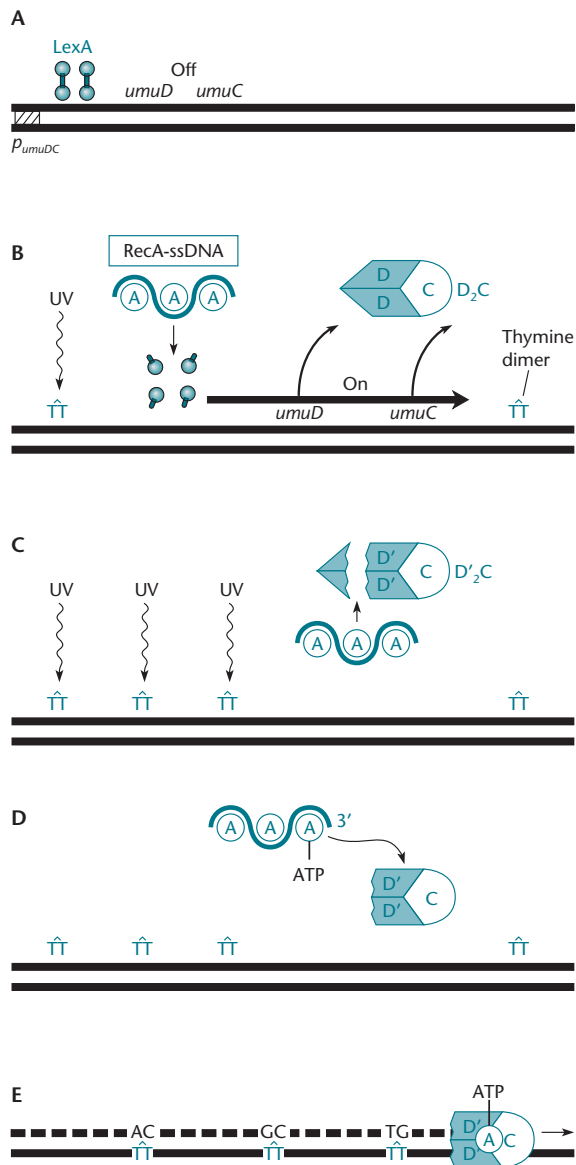 A
LexA
Off
umuD umuC
pumuDC
B
RecA-ssDNA
A A A
UV
D
D
C
D₂C
Thymine
dimer
On
TT
umuD
umuC
TT
C
UV UV UV
D′
D′
C
D′₂C
A A A
TT TT TT TT
D
A A A 3′
ATP
D′
D′
C
TT TT TT TT
E
ATP
AC GC TG
D′
A C
D′
TT TT TT